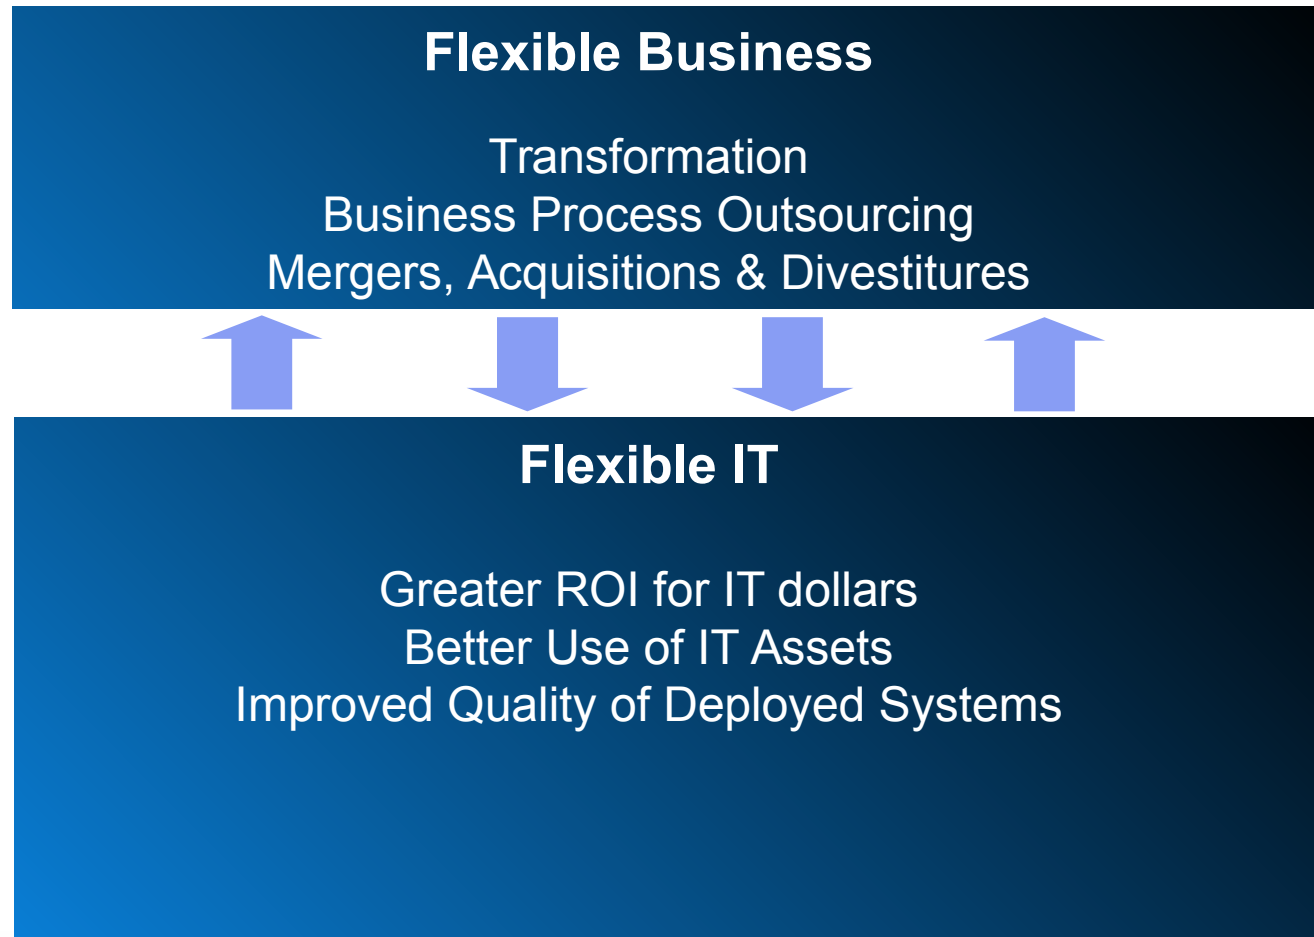 Flexible Business
Transformation
Business Process Outsourcing
Mergers, Acquisitions & Divestitures
Flexible IT
Greater ROI for IT dollars
Better Use of IT Assets
Improved Quality of Deployed Systems